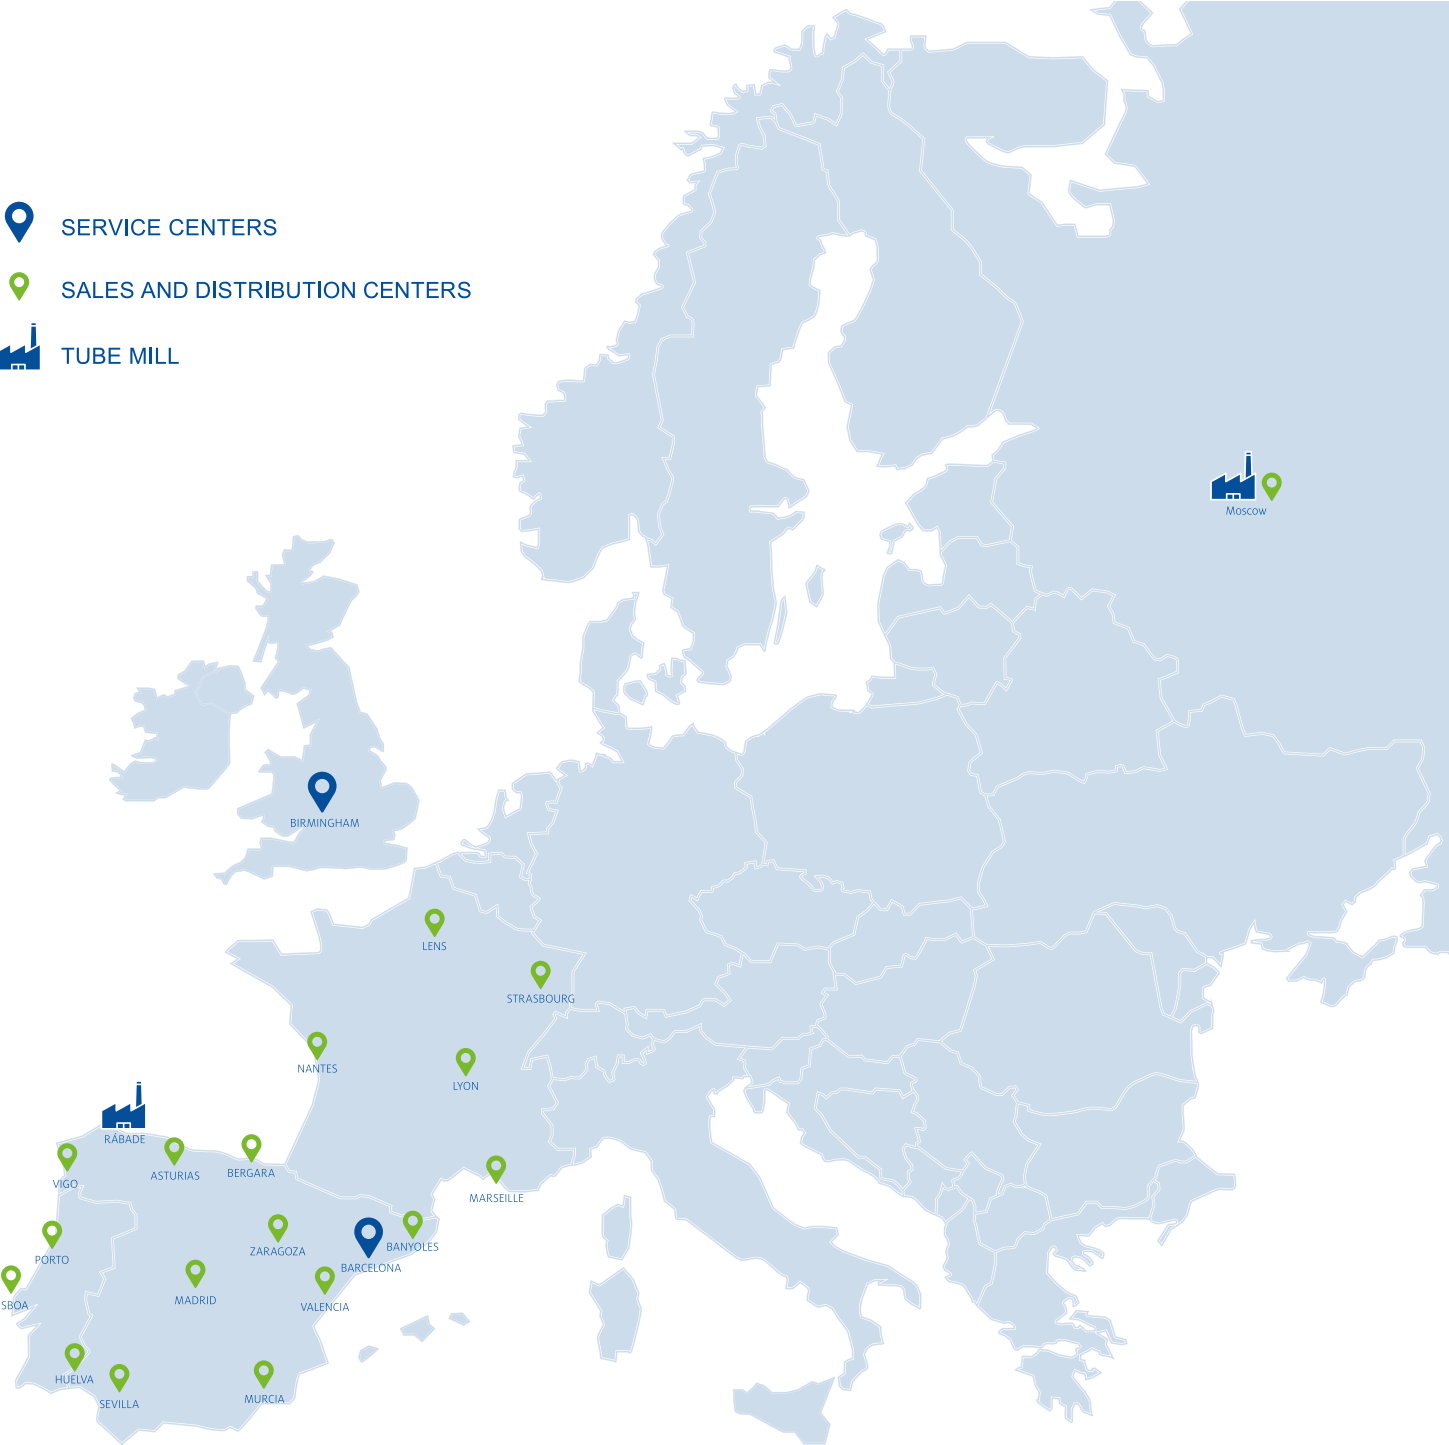 SERVICE CENTERS
SALES AND DISTRIBUTION CENTERS
TUBE MILL
Moscow
BIRMINGHAM
LENS
STRASBOURG
NANTES
LYON
RÁBADE
ASTURIAS
BERGARA
VIGO
MARSEILLE
PORTO
ZARAGOZA
BANYOLES
BARCELONA
MADRID
VALENCIA
SBOA
HUELVA
SEVILLA
MURCIA